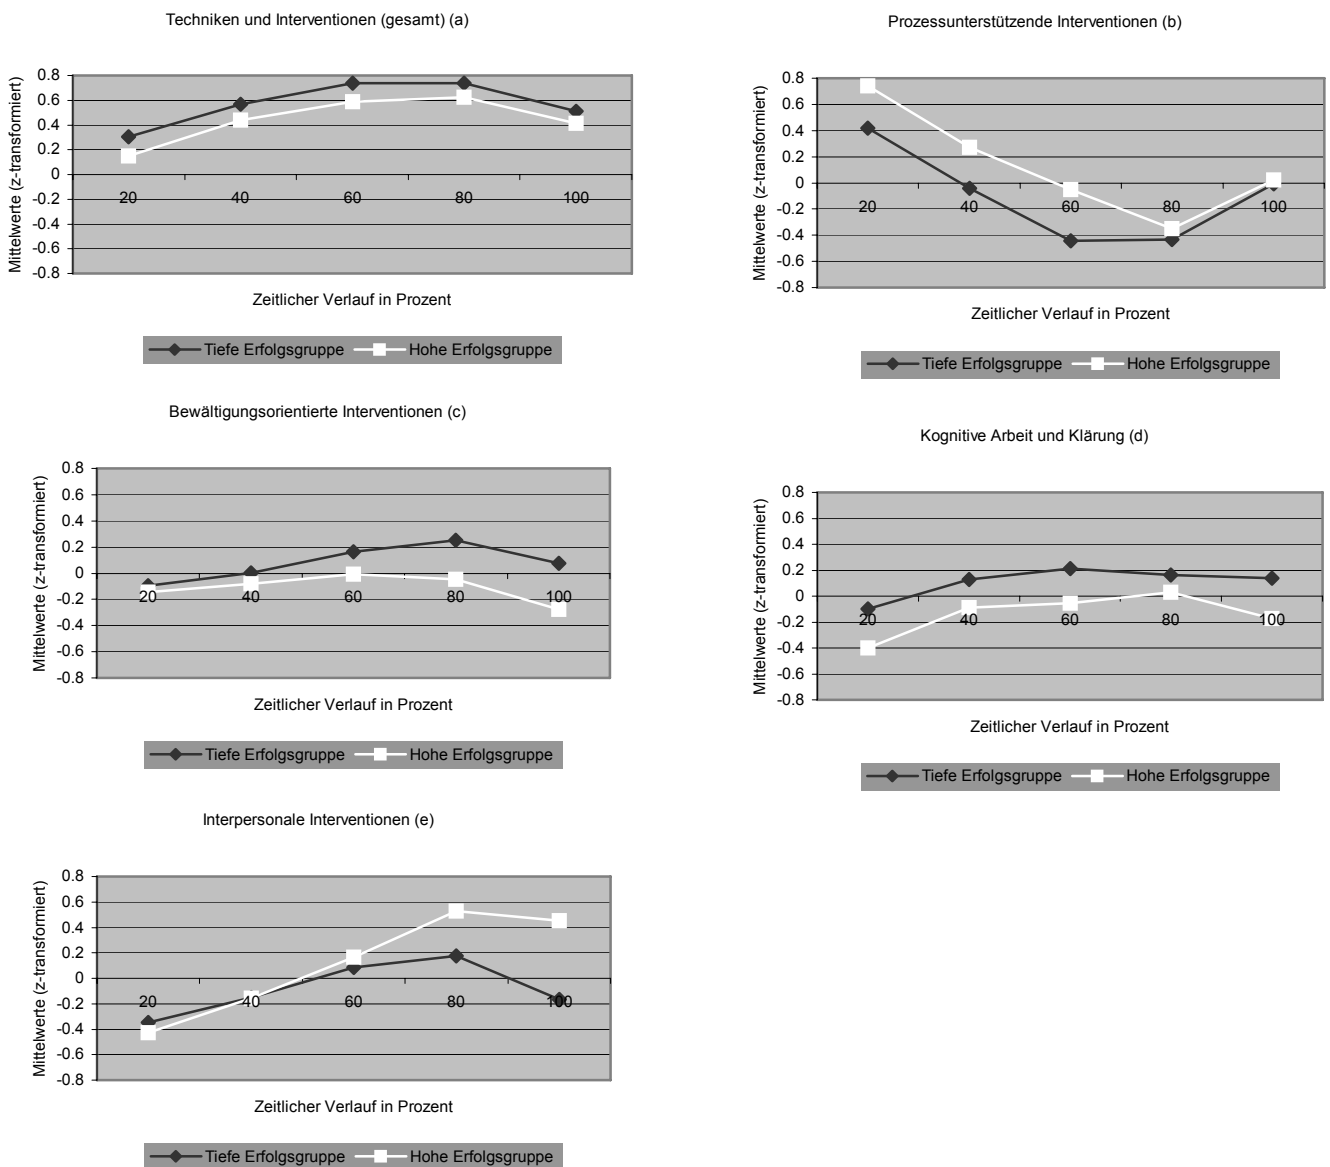 Techniken und Interventionen (gesamt) (a)
Mittelwerte (z-transformiert)
0.8
0.6
0.4
0.2
0
-0.2
-0.4
-0.6
-0.8
20 40 60 80 100
Zeitlicher Verlauf in Prozent
Tiefe Erfolgsgruppe Hohe Erfolgsgruppe
Prozessunterstützende Interventionen (b)
Mittelwerte (z-transformiert)
0.8
0.6
0.4
0.2
0
-0.2
-0.4
-0.6
-0.8
20 40 60 80 100
Zeitlicher Verlauf in Prozent
Tiefe Erfolgsgruppe Hohe Erfolgsgruppe
Bewältigungsorientierte Interventionen (c)
Mittelwerte (z-transformiert)
0.8
0.6
0.4
0.2
0
-0.2
-0.4
-0.6
-0.8
20 40 60 80 100
Zeitlicher Verlauf in Prozent
Tiefe Erfolgsgruppe Hohe Erfolgsgruppe
Kognitive Arbeit und Klärung (d)
Mittelwerte (z-transformiert)
0.8
0.6
0.4
0.2
0
-0.2
-0.4
-0.6
-0.8
20 40 60 80 100
Zeitlicher Verlauf in Prozent
Tiefe Erfolgsgruppe Hohe Erfolgsgruppe
Interpersonale Interventionen (e)
Mittelwerte (z-transformiert)
0.8
0.6
0.4
0.2
0
-0.2
-0.4
-0.6
-0.8
20 40 60 80 100
Zeitlicher Verlauf in Prozent
Tiefe Erfolgsgruppe Hohe Erfolgsgruppe